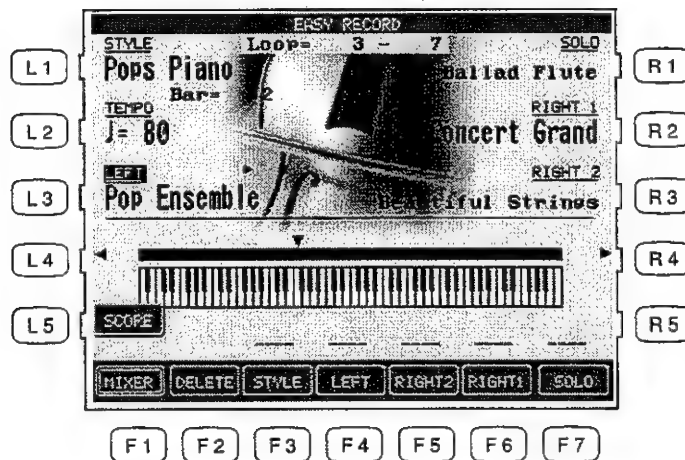 EASY RECORD
STYLE Loop= 3 - 7 SOLO
L1 Pops Piano Ballad Flute R1
Bar= 2
TEMPO RIGHT 1
L2 ♩= 80 oncert Grand R2
LEFT RIGHT 2
L3 Pop Ensemble Beautiful Strings R3
L4 R4
L5 SCOPE R5
MIXER DELETE STYLE LEFT RIGHT2 RIGHT1 SOLO
F1 F2 F3 F4 F5 F6 F7